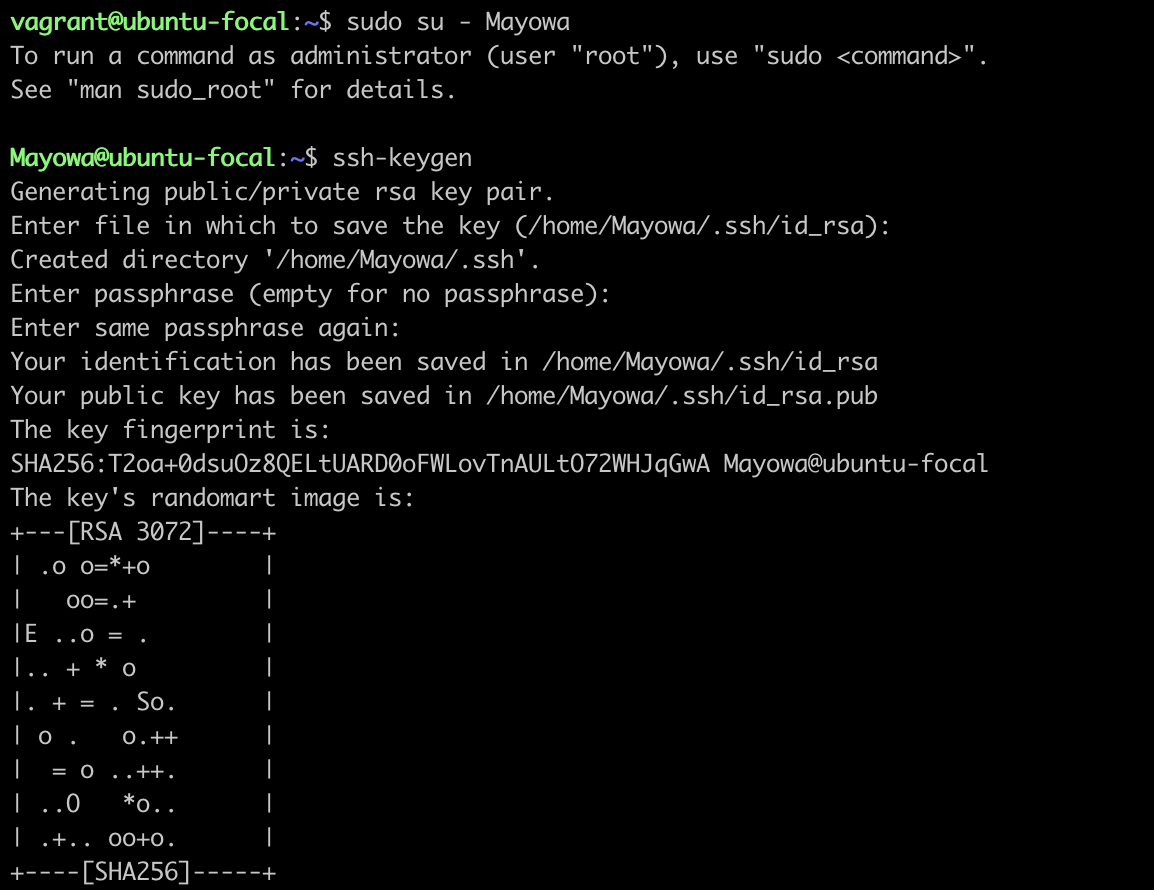 vagrant@ubuntu-focal:~$ sudo su - Mayowa
To run a command as administrator (user "root"), use "sudo <command>".
See "man sudo_root" for details.

Mayowa@ubuntu-focal:~$ ssh-keygen
Generating public/private rsa key pair.
Enter file in which to save the key (/home/Mayowa/.ssh/id_rsa):
Created directory '/home/Mayowa/.ssh'.
Enter passphrase (empty for no passphrase):
Enter same passphrase again:
Your identification has been saved in /home/Mayowa/.ssh/id_rsa
Your public key has been saved in /home/Mayowa/.ssh/id_rsa.pub
The key fingerprint is:
SHA256:T2oa+0dsuOz8QELtUARD0oFWLovTnAULtO72WHJqGwA Mayowa@ubuntu-focal
The key's randomart image is:
+---[RSA 3072]----+
| .o o=*+o        |
|   oo=.+         |
|E ..o = .        |
|.. + * o         |
|. + = . So.      |
| o .   o.++      |
|  = o ..++.      |
| ..O   *o..      |
| .+.. oo+o.      |
+----[SHA256]-----+